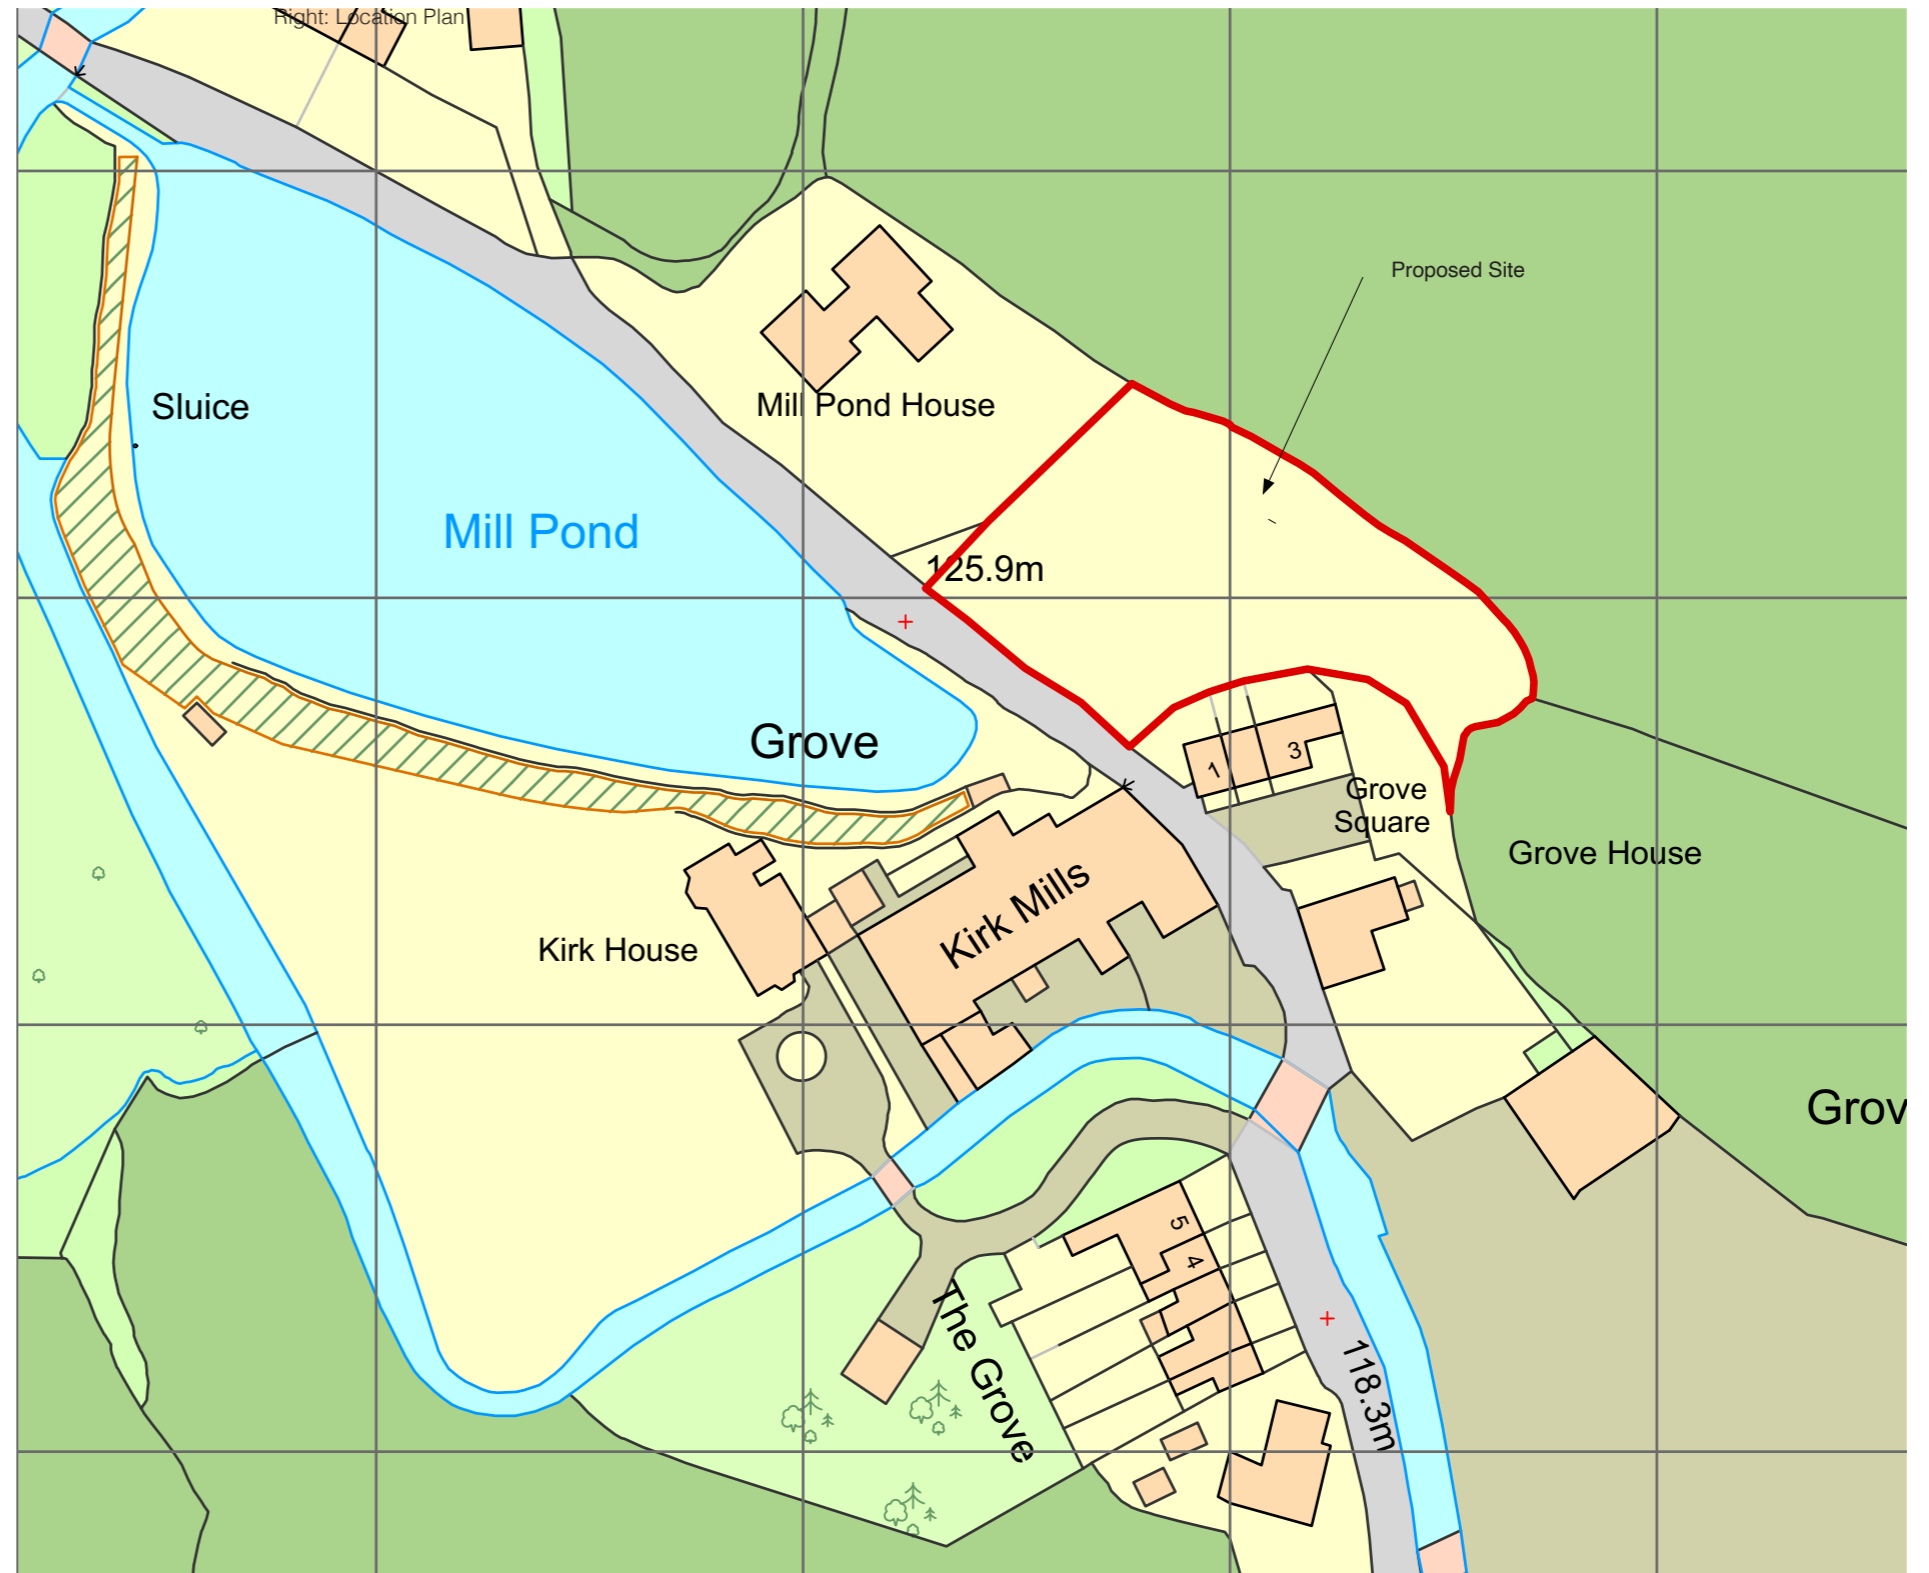 Right: Location Plan
Proposed Site
Sluice
Mill Pond House
Mill Pond
125.9m
Grove
1
3
Grove
Square
Grove House
Kirk Mills
Kirk House
Grov
5
4
The Grove
118.3m